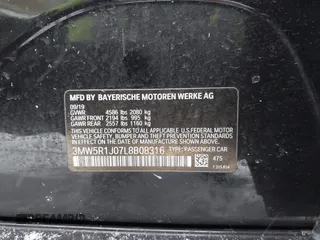 MFD BY BAYERISCHE MOTOREN WERKE AG
09/19
GVWR 4586 lbs 2080 kg
GAWR FRONT 2194 lbs 995 kg
GAWR REAR 2557 lbs 1160 kg
THIS VEHICLE CONFORMS TO ALL APPLICABLE U.S. FEDERAL MOTOR
VEHICLE SAFETY, BUMPER, AND THEFT PREVENTION STANDARDS
IN EFFECT ON THE DATE OF MANUFACTURE SHOWN ABOVE.
3MW5R1J07L8B08316 TYPE: PASSENGER CAR
475